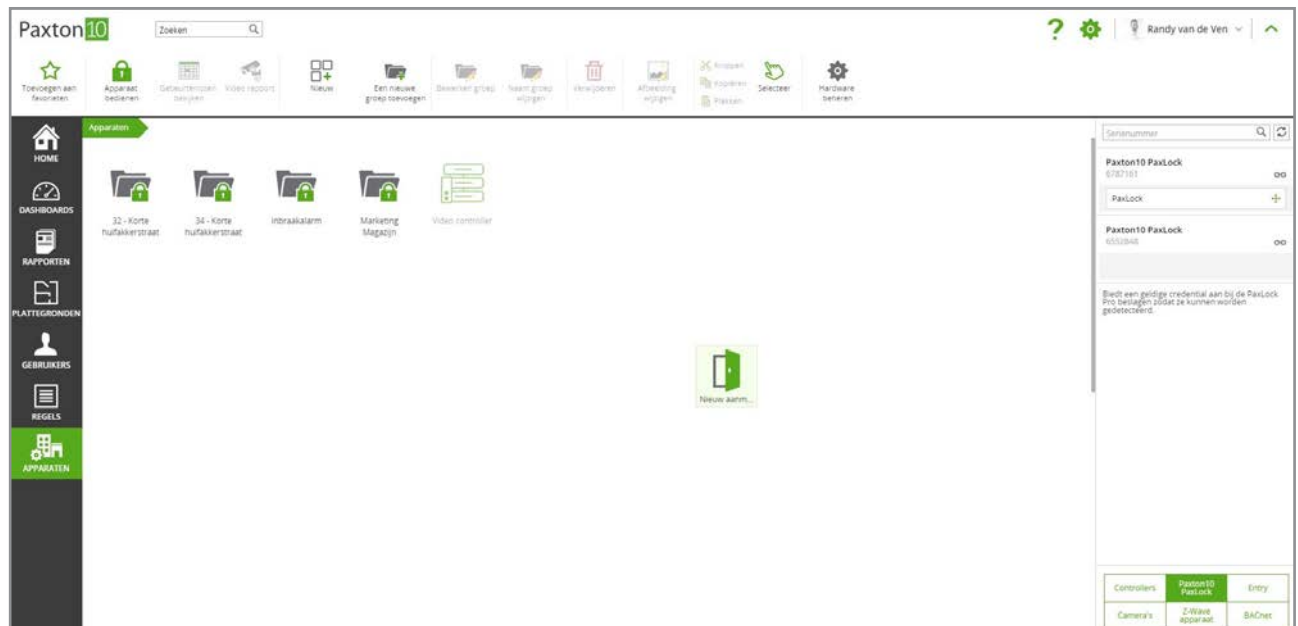 Paxton10
Zoeken
?
Randy van de Ven
Toevoegen aan
favorieten
Apparaat
bedienen
Gebeurtenissen
bekijken
Video rapport
Nieuw
Een nieuwe
groep toevoegen
Bewerken groep
Naam groep
wijzigen
Verwijderen
Afbeelding
wijzigen
Knippen
Kopiëren
Plakken
Selecteer
Hardware
beheren
HOME
DASHBOARDS
RAPPORTEN
PLATTEGRONDEN
GEBRUIKERS
REGELS
APPARATEN
Apparaten
32 - Korte
huifakkerstraat
34 - Korte
huifakkerstraat
Inbraakalarm
Marketing
Magazijn
Video controller
Nieuw aanm...
Serienummer
Paxton10 PaxLock
6787161
PaxLock
Paxton10 PaxLock
6552848
Biedt een geldige credential aan bij de PaxLock
Pro beslagen zodat ze kunnen worden
gedetecteerd.
Controllers
Paxton10
PaxLock
Entry
Camera's
Z-Wave
apparaat
BACnet